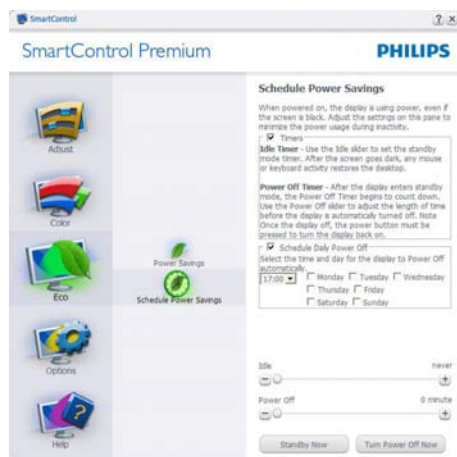 SmartControl
? x
SmartControl Premium
PHILIPS
Adjust
Color
Eco
Options
Help
Power Savings
Schedule Power Savings
Schedule Power Savings
When powered on, the display is using power, even if
the screen is black. Adjust the settings on this pane to
minimize the power usage during inactivity.
Timers
Idle Timer - Use the Idle slider to set the standby
mode timer. After the screen goes dark, any mouse
or keyboard activity restores the desktop.
Power Off Timer - After the display enters standby
mode, the Power Off Timer begins to count down.
Use the Power Off slider to adjust the length of time
before the display is automatically turned off. Note
Once the display off, the power button must be
pressed to turn the display back on.
Schedule Daily Power Off
Select the time and day for the display to Power Off
automatically.
17:00 Monday Tuesday Wednesday
Thursday Friday
Saturday Sunday
Idle never
Power Off 0 minute
Standby Now Turn Power Off Now